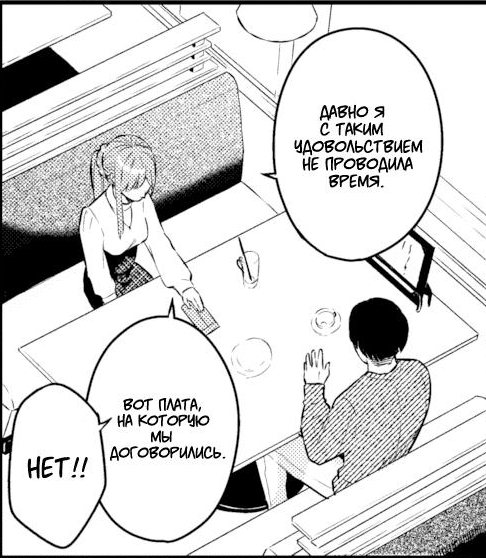 ДАВНО Я
С ТАКИМ
УДОВОЛЬСТВИЕМ
НЕ ПРОВОДИЛА
ВРЕМЯ.
ВОТ ПЛАТА,
НА КОТОРУЮ
МЫ
ДОГОВОРИЛИСЬ.
НЕТ!!